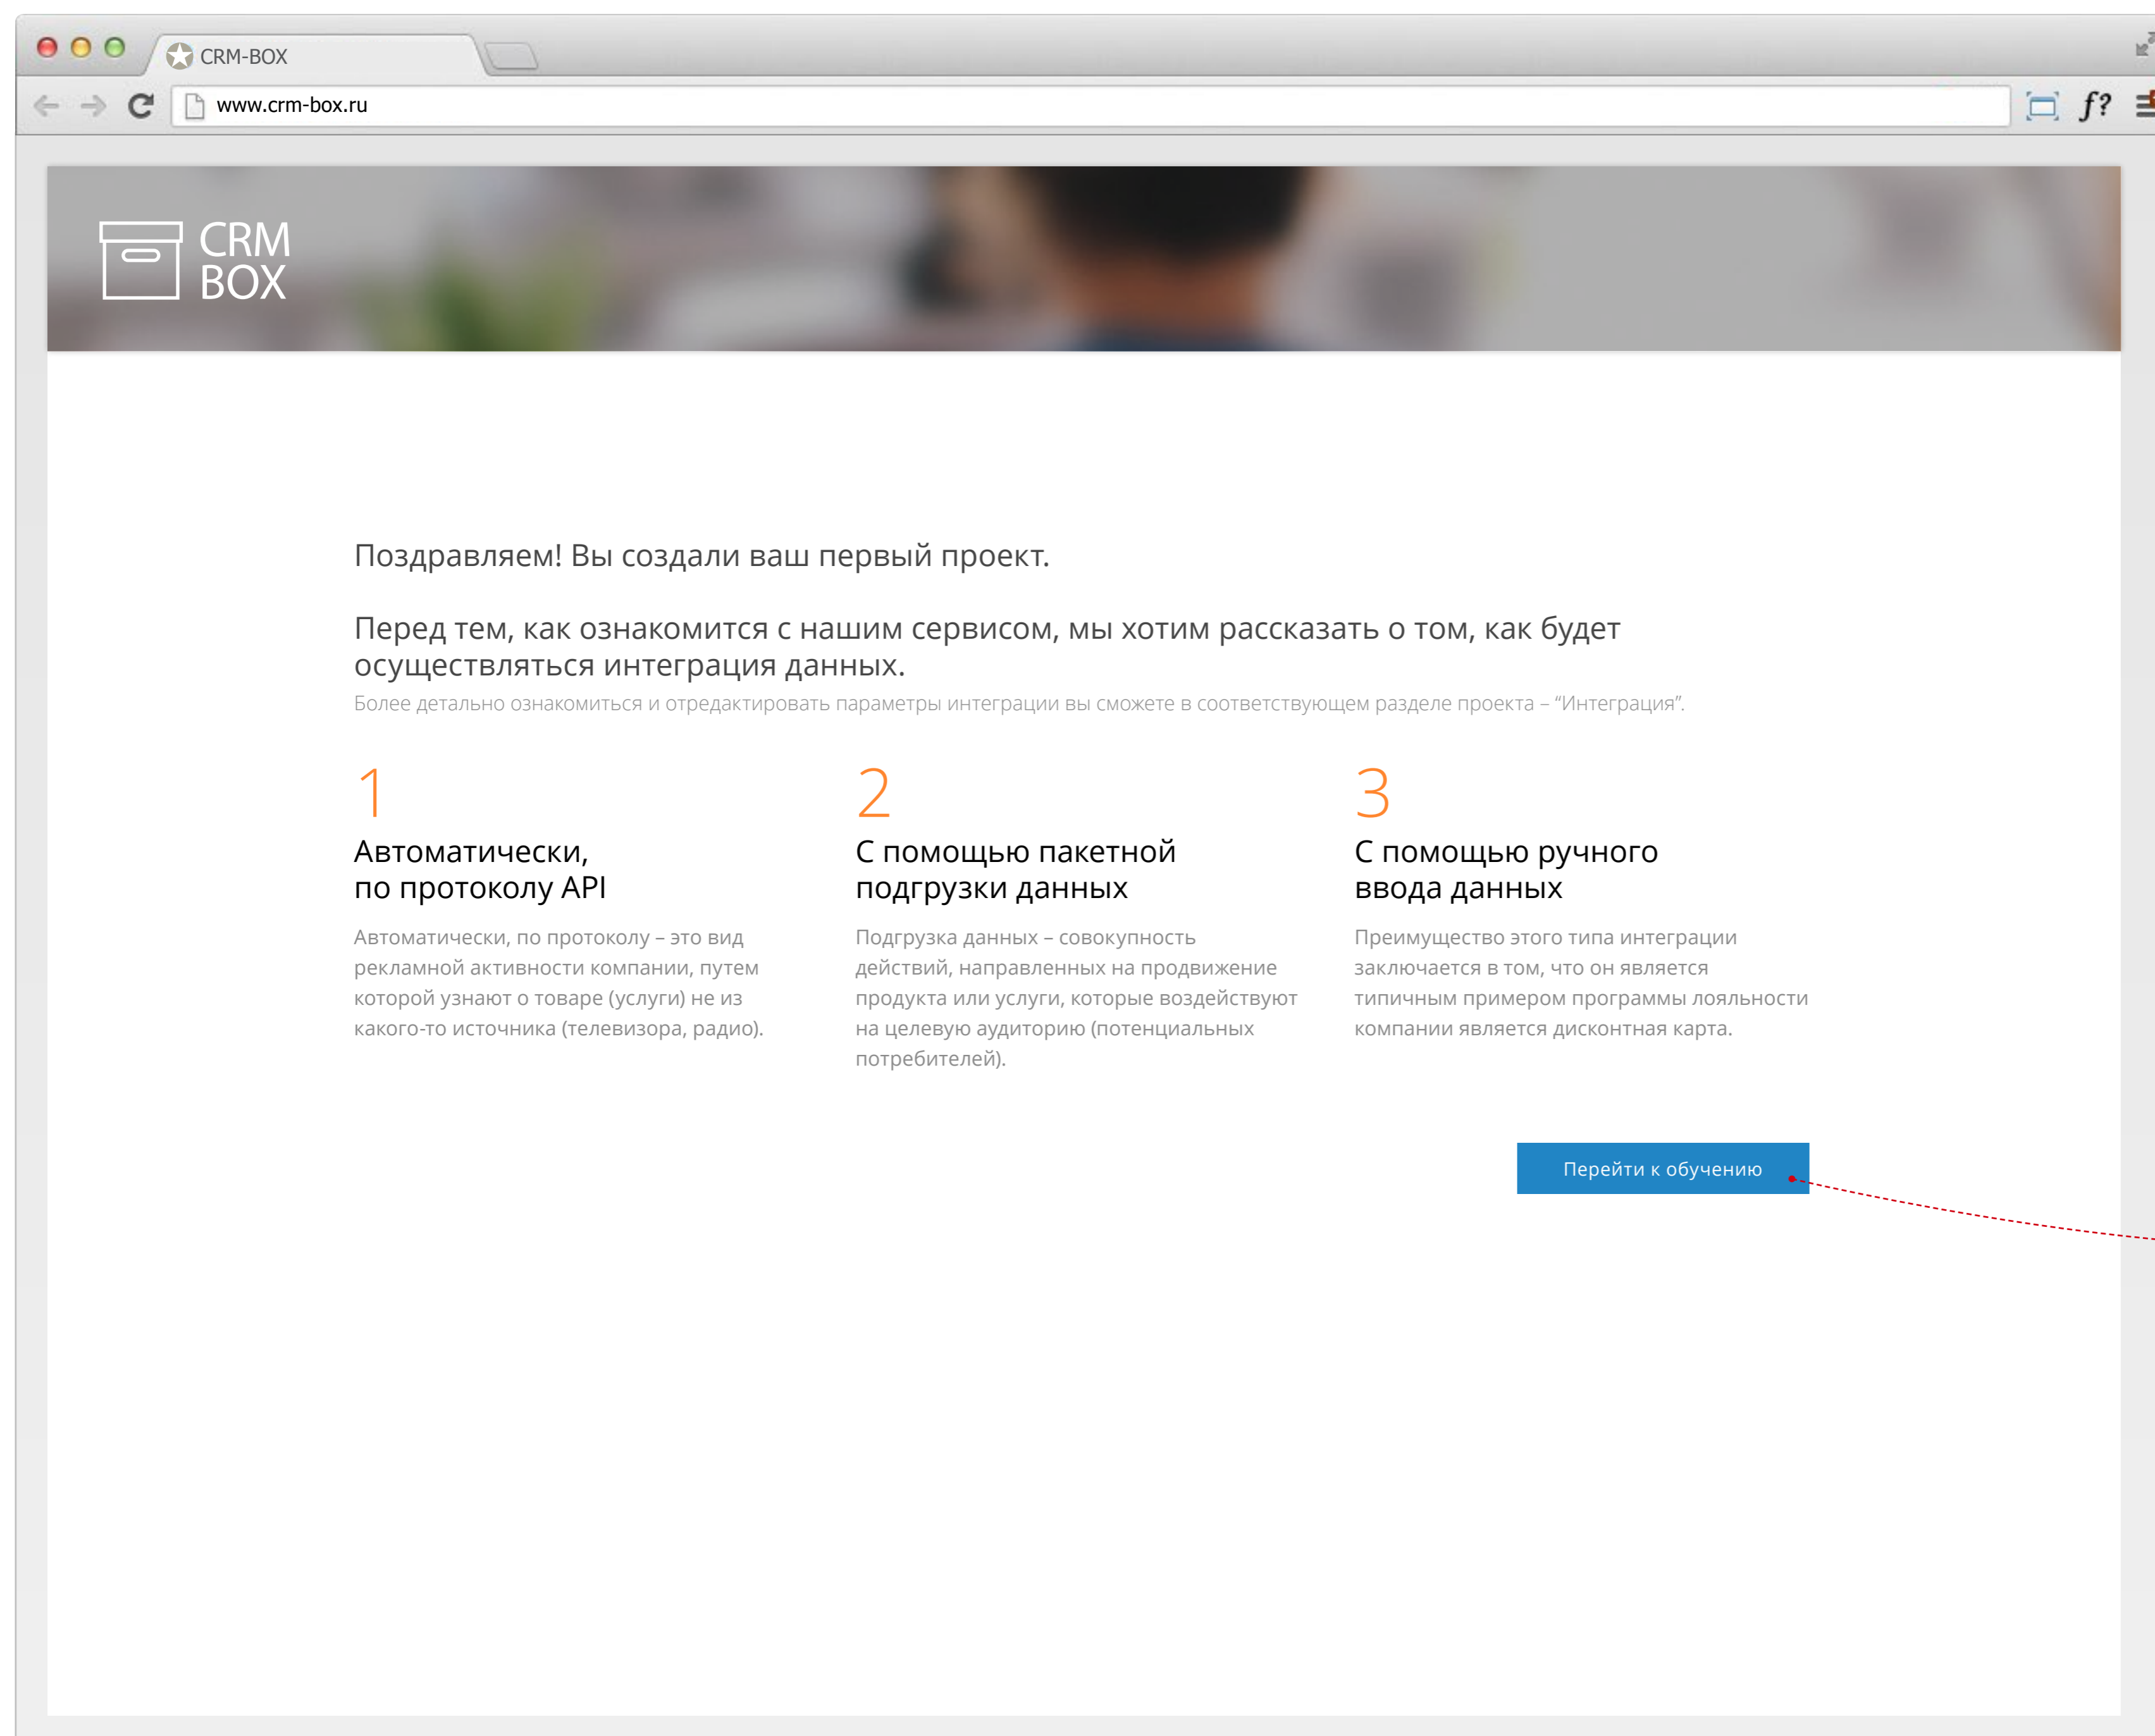 CRM-BOX
www.crm-box.ru
f?
CRM
BOX
Поздравляем! Вы создали ваш первый проект.
Перед тем, как ознакомится с нашим сервисом, мы хотим рассказать о том, как будет
осуществляться интеграция данных.
Более детально ознакомиться и отредактировать параметры интеграции вы сможете в соответствующем разделе проекта – “Интеграция”.
1
Автоматически,
по протоколу API
Автоматически, по протоколу – это вид
рекламной активности компании, путем
которой узнают о товаре (услуги) не из
какого-то источника (телевизора, радио).
2
С помощью пакетной
подгрузки данных
Подгрузка данных – совокупность
действий, направленных на продвижение
продукта или услуги, которые воздействуют
на целевую аудиторию (потенциальных
потребителей).
3
С помощью ручного
ввода данных
Преимущество этого типа интеграции
заключается в том, что он является
типичным примером программы лояльности
компании является дисконтная карта.
Перейти к обучению